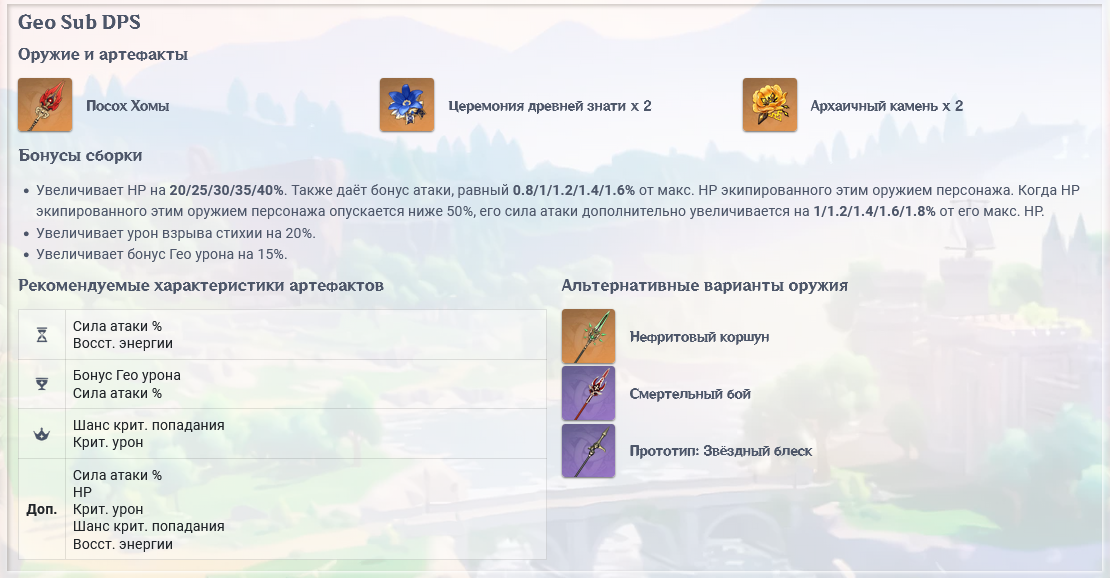 Geo Sub DPS
Оружие и артефакты
Посох Хомы
Церемония древней знати x 2
Архаичный камень x 2
Бонусы сборки
• Увеличивает HP на 20/25/30/35/40%. Также даёт бонус атаки, равный 0.8/1/1.2/1.4/1.6% от макс. HP экипированного этим оружием персонажа. Когда HP
экипированного этим оружием персонажа опускается ниже 50%, его сила атаки дополнительно увеличивается на 1/1.2/1.4/1.6/1.8% от его макс. HP.
• Увеличивает урон взрыва стихии на 20%.
• Увеличивает бонус Гео урона на 15%.
Рекомендуемые характеристики артефактов
Сила атаки %
Восст. энергии
Бонус Гео урона
Сила атаки %
Шанс крит. попадания
Крит. урон
Доп.
Сила атаки %
HP
Крит. урон
Шанс крит. попадания
Восст. энергии
Альтернативные варианты оружия
Нефритовый коршун
Смертельный бой
Прототип: Звёздный блеск